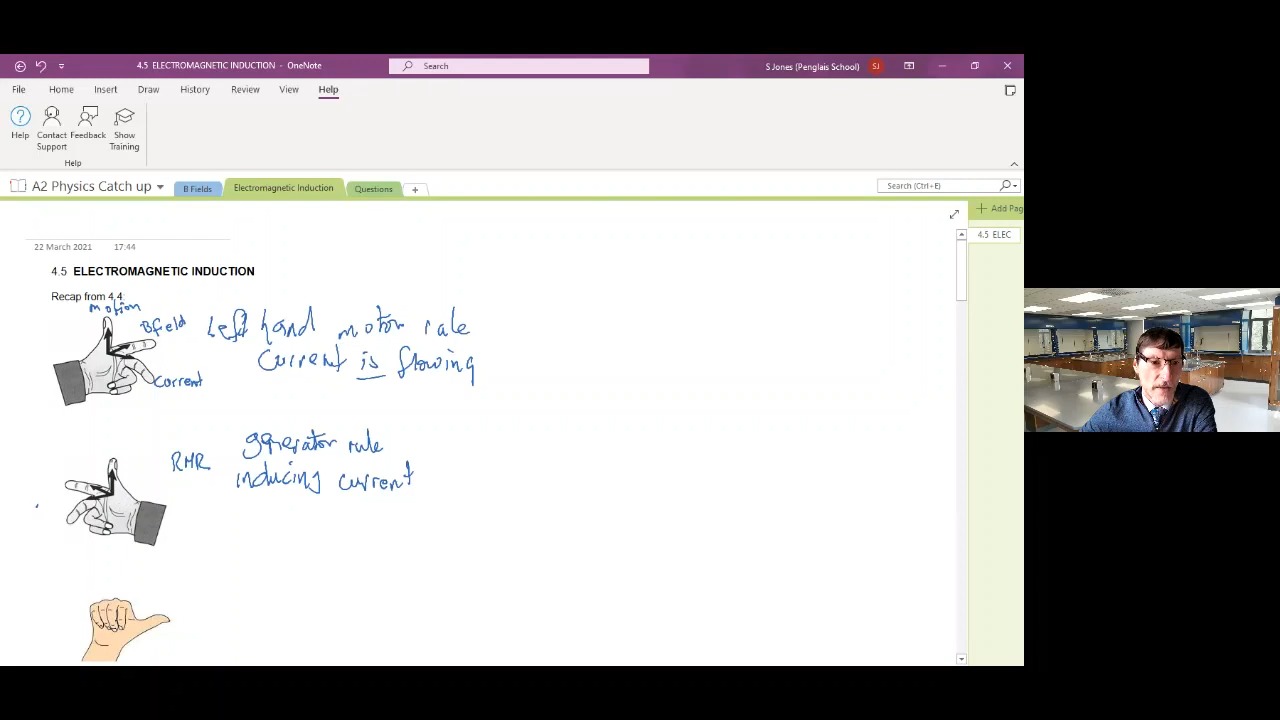 4.5 ELECTROMAGNETIC INDUCTION - OneNote
Search
S Jones (Penglais School)
SJ
File Home Insert Draw History Review View Help
Help Contact Support Feedback Show Training
Help
A2 Physics Catch up
B Fields
Electromagnetic Induction
Questions
Search (Ctrl+E)
Add Pag
4.5 ELEC
22 March 2021 17:44
4.5 ELECTROMAGNETIC INDUCTION
Recap from 4.4:
motion
B field
Current
Left hand motor rule
Current is flowing
RHR
generator rule
inducing current